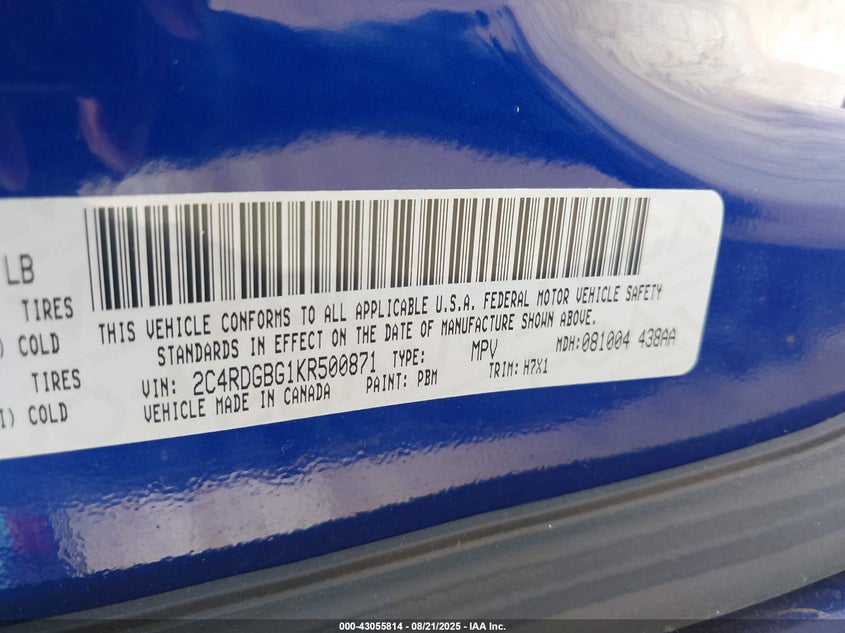 LB
TIRES
) COLD
TIRES
) COLD
THIS VEHICLE CONFORMS TO ALL APPLICABLE U.S.A. FEDERAL MOTOR VEHICLE SAFETY
STANDARDS IN EFFECT ON THE DATE OF MANUFACTURE SHOWN ABOVE.
VIN: 2C4RDGBG1KR500871 TYPE: MPV MDH:081004 438AA
VEHICLE MADE IN CANADA PAINT: PBM TRIM: H7X1
000-43055814 - 08/21/2025 - IAA Inc.